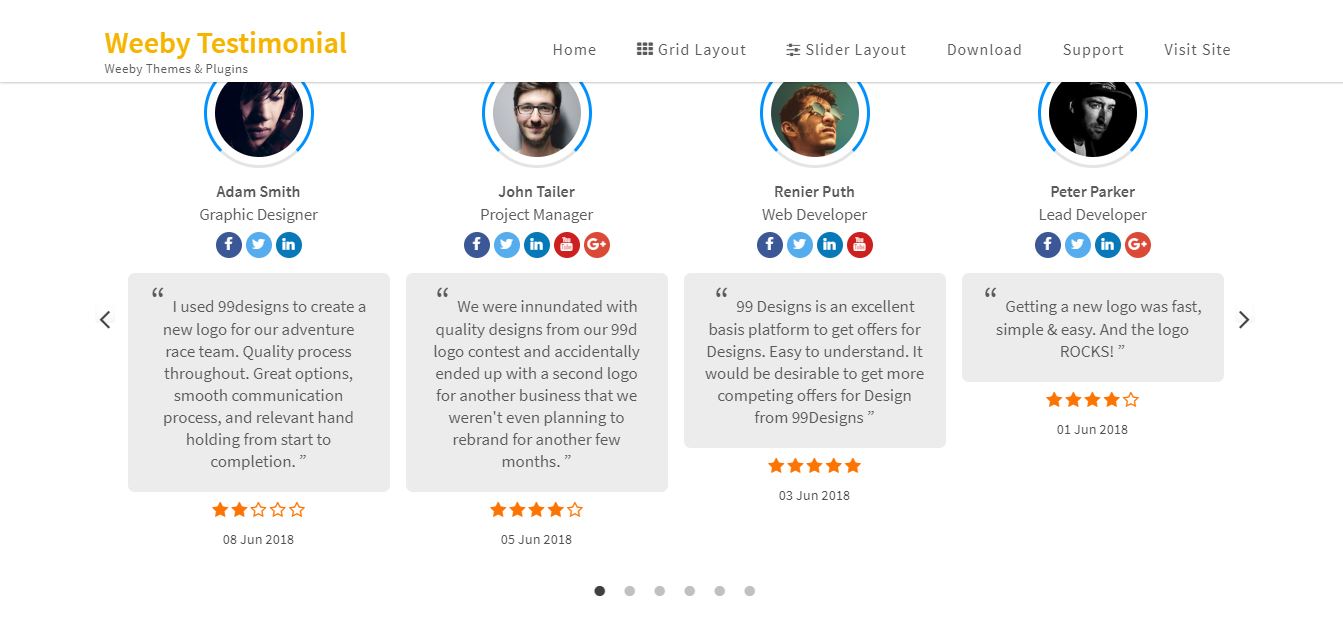 Weeby Testimonial
Weeby Themes & Plugins
Home Grid Layout Slider Layout Download Support Visit Site
Adam Smith
Graphic Designer
“ I used 99designs to create a
new logo for our adventure
race team. Quality process
throughout. Great options,
smooth communication
process, and relevant hand
holding from start to
completion. ”
08 Jun 2018
John Tailer
Project Manager
“ We were innundated with
quality designs from our 99d
logo contest and accidentally
ended up with a second logo
for another business that we
weren't even planning to
rebrand for another few
months. ”
05 Jun 2018
Renier Puth
Web Developer
“ 99 Designs is an excellent
basis platform to get offers for
Designs. Easy to understand. It
would be desirable to get more
competing offers for Design
from 99Designs ”
03 Jun 2018
Peter Parker
Lead Developer
“ Getting a new logo was fast,
simple & easy. And the logo
ROCKS! ”
01 Jun 2018